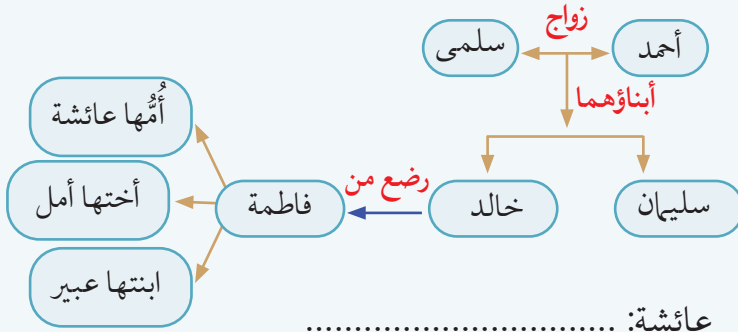 زواج
أحمد
سلمى
أبناؤهما
سليمان
خالد
رضع من
فاطمة
أُمُّها عائشة
أختها أمل
ابنتها عبير
عائشة: ..............................